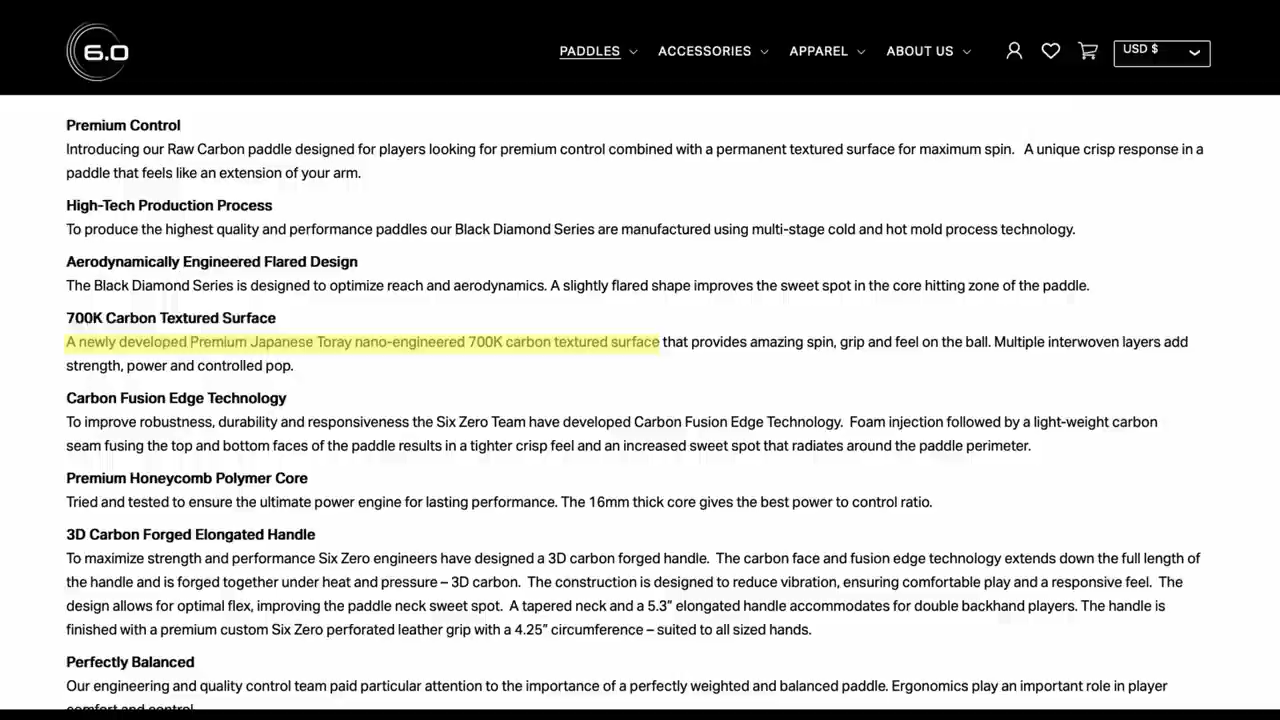 6.0
PADDLES ACCESSORIES APPAREL ABOUT US USD $
Premium Control
Introducing our Raw Carbon paddle designed for players looking for premium control combined with a permanent textured surface for maximum spin. A unique crisp response in a
paddle that feels like an extension of your arm.
High-Tech Production Process
To produce the highest quality and performance paddles our Black Diamond Series are manufactured using multi-stage cold and hot mold process technology.
Aerodynamically Engineered Flared Design
The Black Diamond Series is designed to optimize reach and aerodynamics. A slightly flared shape improves the sweet spot in the core hitting zone of the paddle.
700K Carbon Textured Surface
A newly developed Premium Japanese Toray nano-engineered 700K carbon textured surface that provides amazing spin, grip and feel on the ball. Multiple interwoven layers add
strength, power and controlled pop.
Carbon Fusion Edge Technology
To improve robustness, durability and responsiveness the Six Zero Team have developed Carbon Fusion Edge Technology. Foam injection followed by a light-weight carbon
seam fusing the top and bottom faces of the paddle results in a tighter crisp feel and an increased sweet spot that radiates around the paddle perimeter.
Premium Honeycomb Polymer Core
Tried and tested to ensure the ultimate power engine for lasting performance. The 16mm thick core gives the best power to control ratio.
3D Carbon Forged Elongated Handle
To maximize strength and performance Six Zero engineers have designed a 3D carbon forged handle. The carbon face and fusion edge technology extends down the full length of
the handle and is forged together under heat and pressure – 3D carbon. The construction is designed to reduce vibration, ensuring comfortable play and a responsive feel. The
design allows for optimal flex, improving the paddle neck sweet spot. A tapered neck and a 5.3″ elongated handle accommodates for double backhand players. The handle is
finished with a premium custom Six Zero perforated leather grip with a 4.25″ circumference – suited to all sized hands.
Perfectly Balanced
Our engineering and quality control team paid particular attention to the importance of a perfectly weighted and balanced paddle. Ergonomics play an important role in player
comfort and control